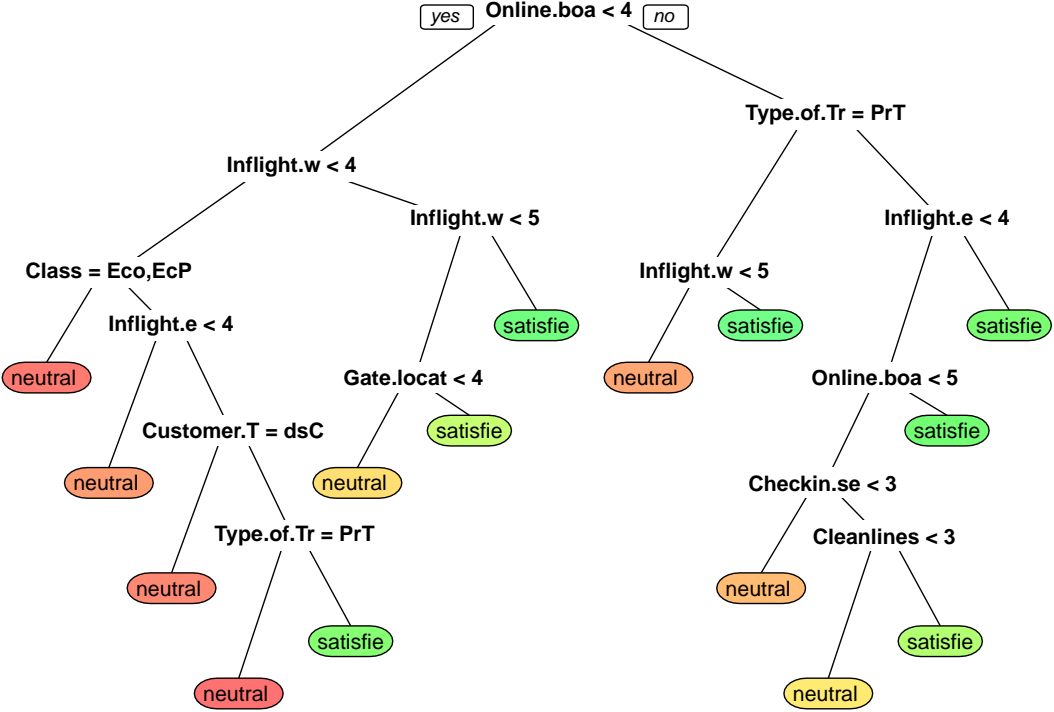 yes Online.boa < 4 no
Type.of.Tr = PrT
Inflight.w < 4
Inflight.w < 5 Inflight.e < 4
Class = Eco,EcP Inflight.w < 5
Inflight.e < 4 satisfie satisfie satisfie
neutral Gate.locat < 4 neutral Online.boa < 5
Customer.T = dsC satisfie satisfie
neutral neutral Checkin.se < 3
Type.of.Tr = PrT Cleanlines < 3
neutral neutral
satisfie satisfie
neutral neutral